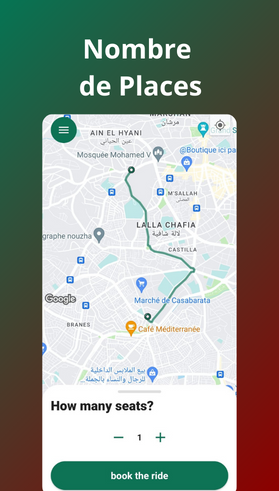 Nombre
de Places
مرشان
AIN EL HYANI
عين الحياني
Mosquée Mohamed V
@Boutique ici pa
M'SALLAH
المصلى
LALLA CHAFIA
لالة شافية
graphe nouzha
CASTILLA
Google
Marché de Casabarata
BRANES
Café Méditerranée
بيع الملابس الداخلية
للرجال والنساء بالجملة...
How many seats?
1
book the ride